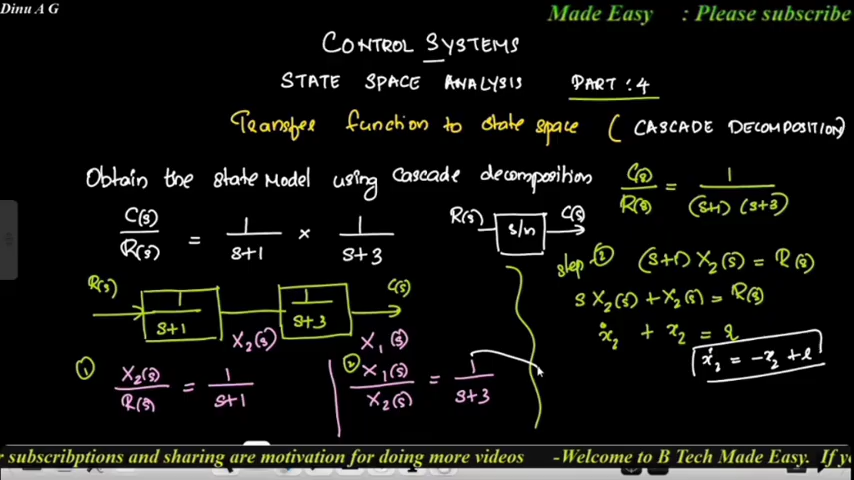 Dinu A G
Made Easy : Please subscribe
CONTROL SYSTEMS
STATE SPACE ANALYSIS PART : 4
Transfer function to state space ( CASCADE DECOMPOSITION)
Obtain the state Model using Cascade decomposition C(s)/R(s) = 1/(s+1)(s+3)
C(s)/R(s) = 1/s+1 × 1/s+3
R(s) s/m C(s)
R(s) 1/s+1 X₂(s) 1/s+3 C(s)
X₁(s)
① X₂(s)/R(s) = 1/s+1
② X₁(s)/X₂(s) = 1/s+3
step ② (s+1) X₂(s) = R(s)
s X₂(s) + X₂(s) = R(s)
ẋ₂ + x₂ = r
ẋ₂ = -x₂ + r
r subscribptions and sharing are motivation for doing more videos -Welcome to B Tech Made Easy. If yo